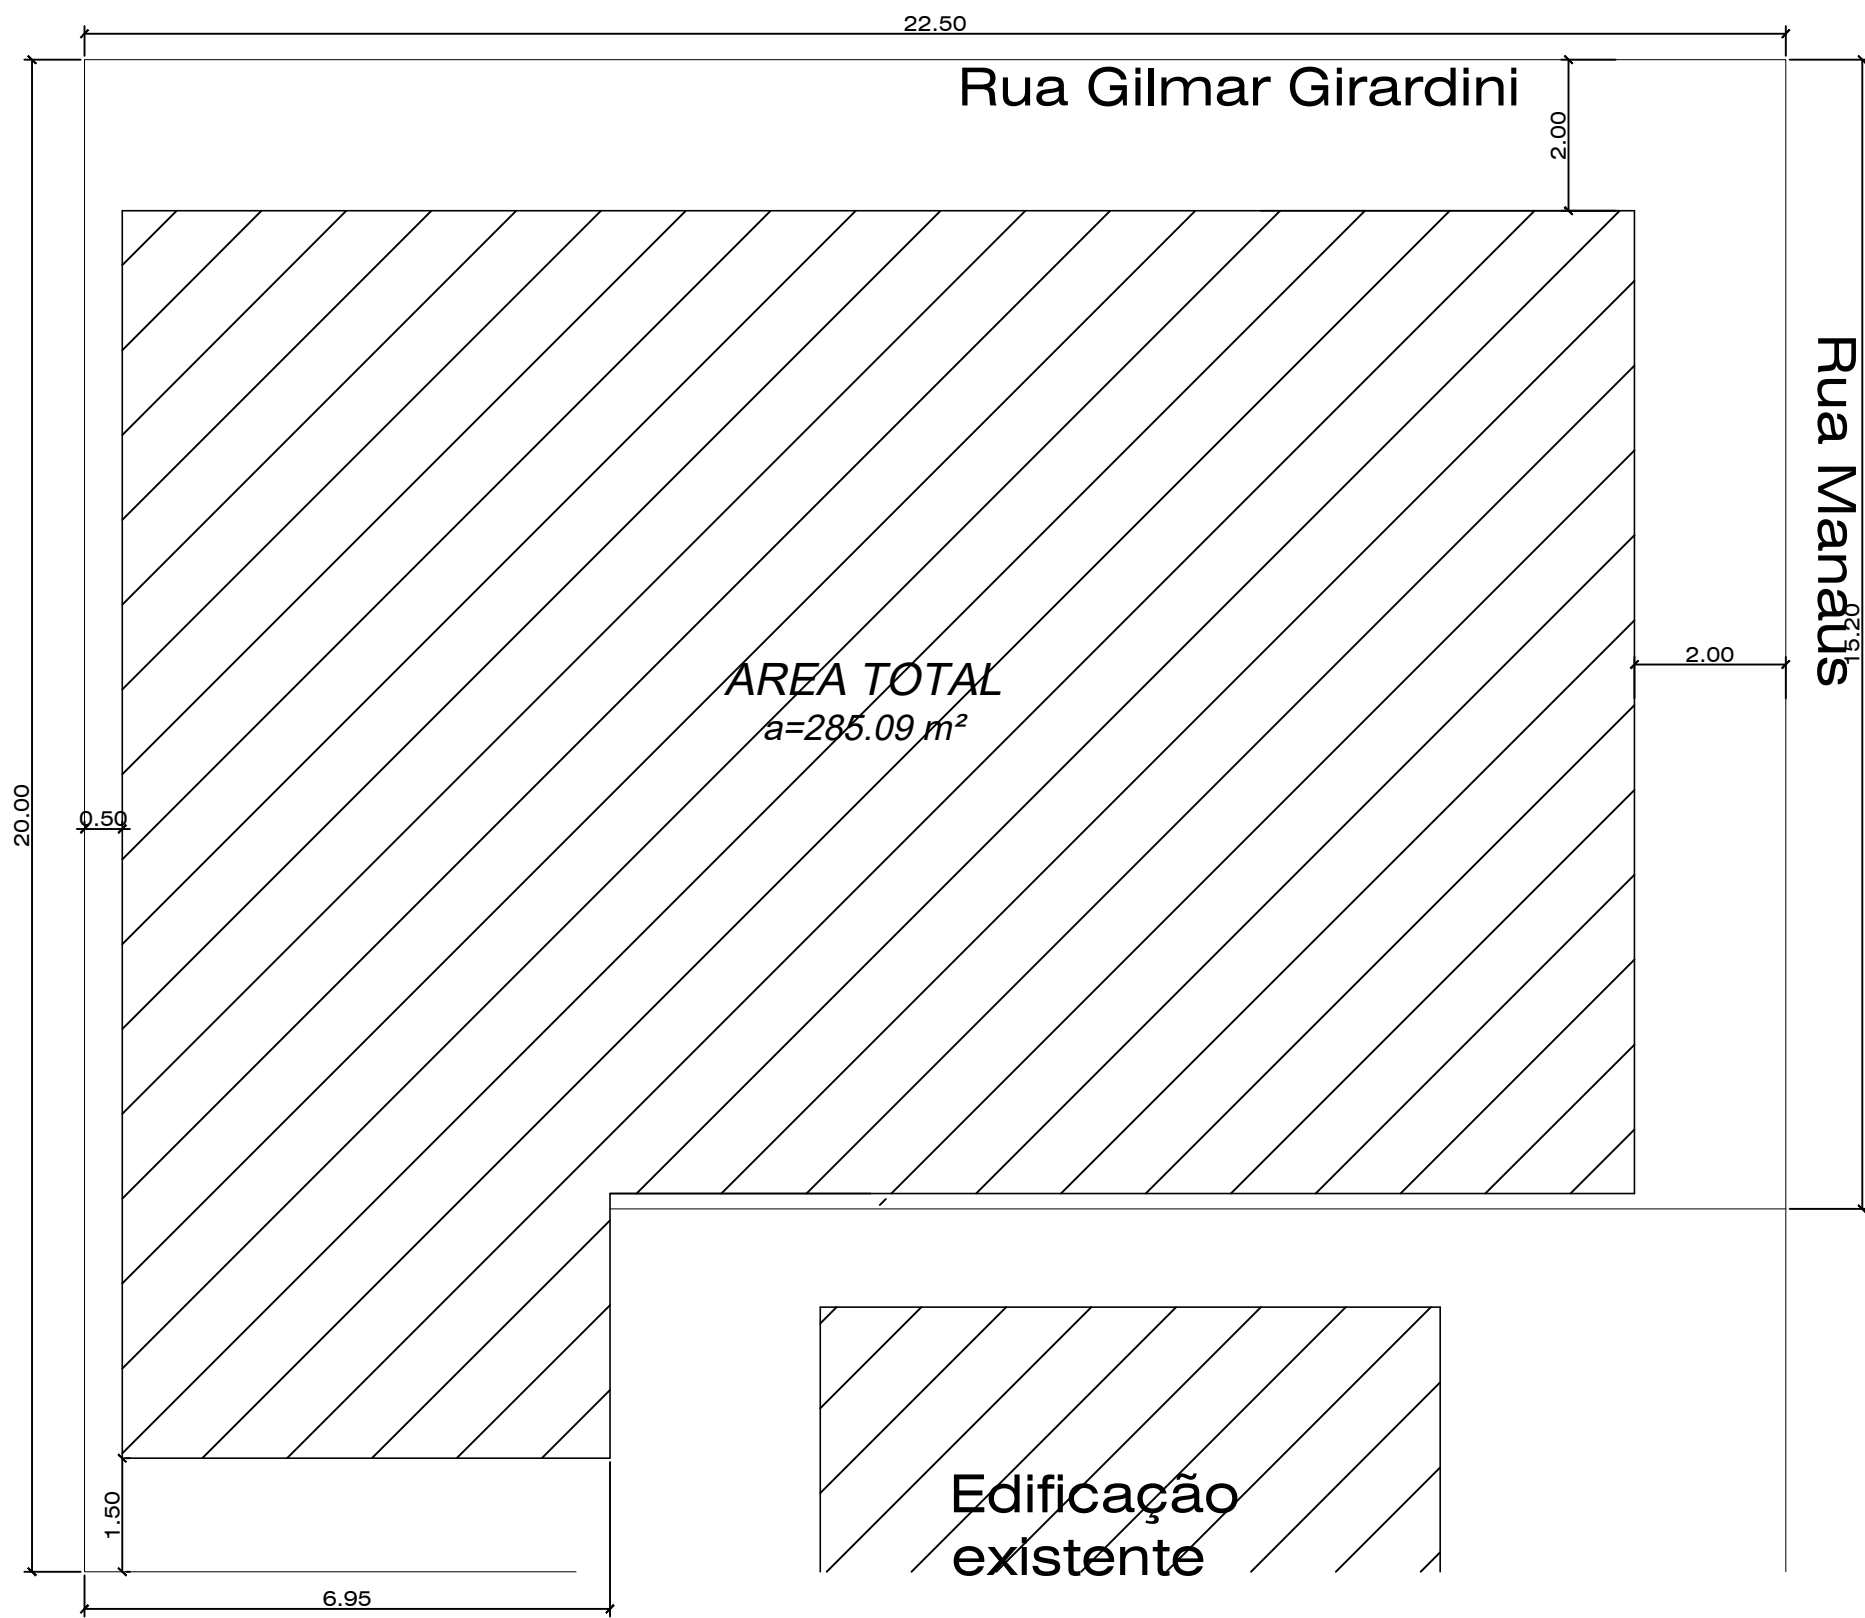 22.50
Rua Gilmar Girardini
2.00
Rua Manaus
15.20
2.00
AREA TOTAL
a=285.09 m²
20.00
0.50
1.50
Edificação
existente
6.95